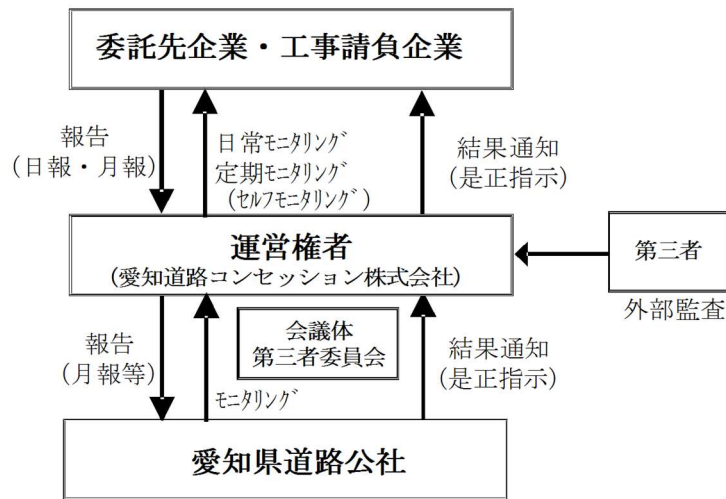 委託先企業・工事請負企業
報告
(日報・月報)
日常ﾓﾆﾀﾘﾝｸﾞ
定期ﾓﾆﾀﾘﾝｸﾞ
(ｾﾙﾌﾓﾆﾀﾘﾝｸﾞ)
結果通知
(是正指示)
運営権者
(愛知道路コンセッション株式会社)
第三者
外部監査
報告
(月報等)
ﾓﾆﾀﾘﾝｸﾞ
会議体
第三者委員会
結果通知
(是正指示)
愛知県道路公社